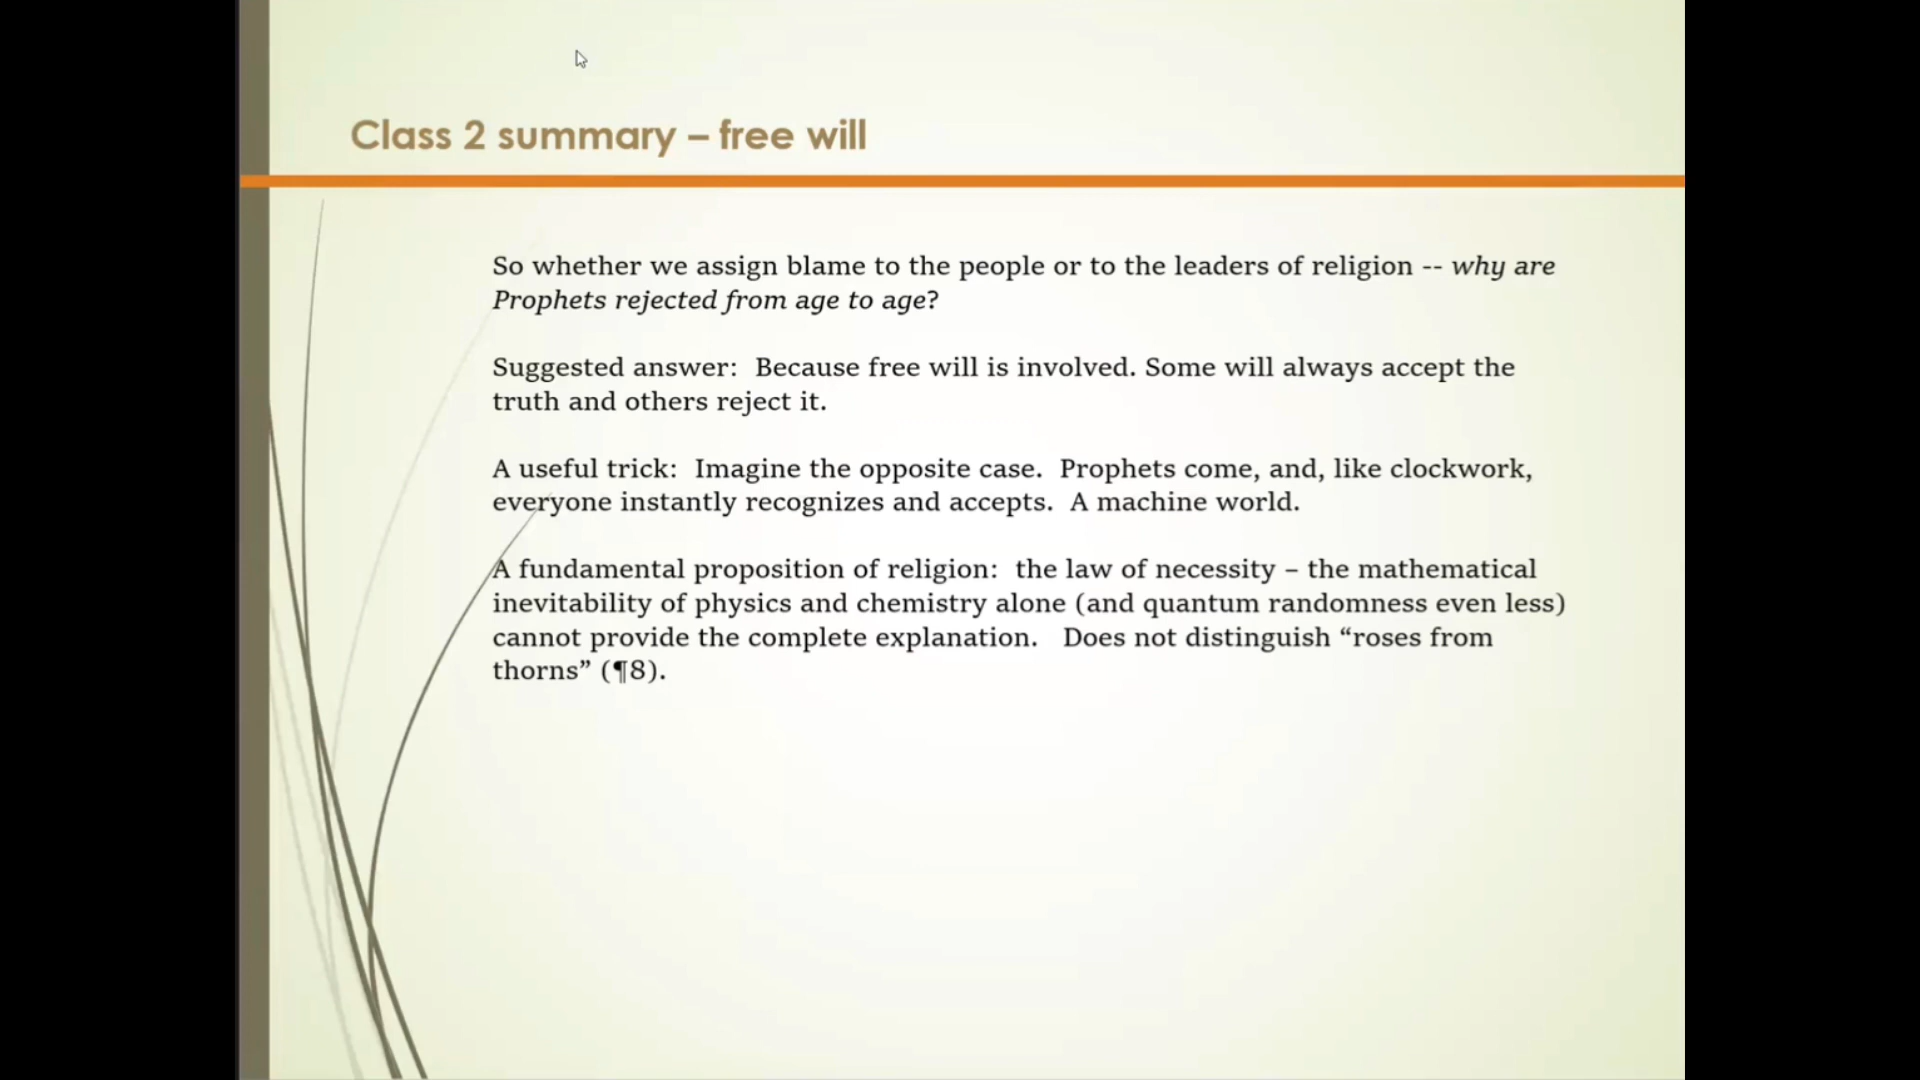 Class 2 summary – free will
So whether we assign blame to the people or to the leaders of religion -- why are
Prophets rejected from age to age?
Suggested answer:  Because free will is involved. Some will always accept the
truth and others reject it.
A useful trick:  Imagine the opposite case.  Prophets come, and, like clockwork,
everyone instantly recognizes and accepts.  A machine world.
A fundamental proposition of religion:  the law of necessity – the mathematical
inevitability of physics and chemistry alone (and quantum randomness even less)
cannot provide the complete explanation.   Does not distinguish “roses from
thorns” (¶8).